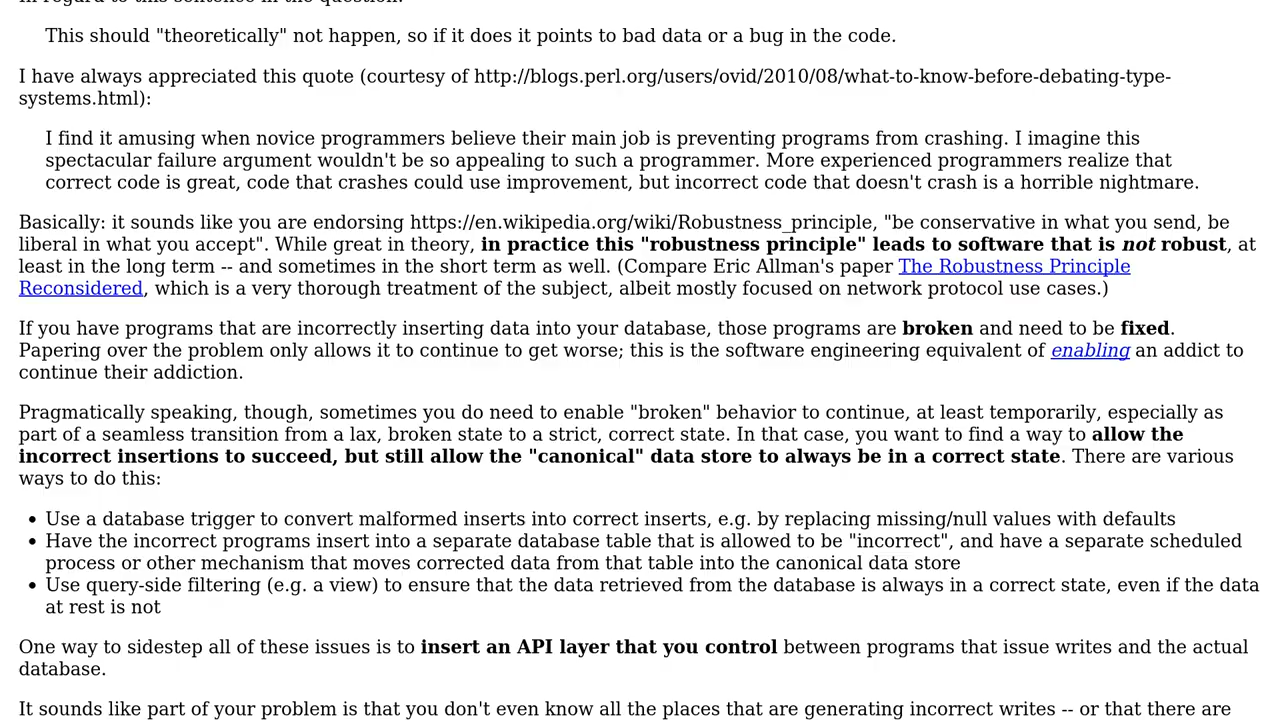 In regard to this sentence in the question:
This should "theoretically" not happen, so if it does it points to bad data or a bug in the code.
I have always appreciated this quote (courtesy of http://blogs.perl.org/users/ovid/2010/08/what-to-know-before-debating-type-
systems.html):
I find it amusing when novice programmers believe their main job is preventing programs from crashing. I imagine this
spectacular failure argument wouldn't be so appealing to such a programmer. More experienced programmers realize that
correct code is great, code that crashes could use improvement, but incorrect code that doesn't crash is a horrible nightmare.
Basically: it sounds like you are endorsing https://en.wikipedia.org/wiki/Robustness_principle, "be conservative in what you send, be
liberal in what you accept". While great in theory, in practice this "robustness principle" leads to software that is not robust, at
least in the long term -- and sometimes in the short term as well. (Compare Eric Allman's paper The Robustness Principle
Reconsidered, which is a very thorough treatment of the subject, albeit mostly focused on network protocol use cases.)
If you have programs that are incorrectly inserting data into your database, those programs are broken and need to be fixed.
Papering over the problem only allows it to continue to get worse; this is the software engineering equivalent of enabling an addict to
continue their addiction.
Pragmatically speaking, though, sometimes you do need to enable "broken" behavior to continue, at least temporarily, especially as
part of a seamless transition from a lax, broken state to a strict, correct state. In that case, you want to find a way to allow the
incorrect insertions to succeed, but still allow the "canonical" data store to always be in a correct state. There are various
ways to do this:
• Use a database trigger to convert malformed inserts into correct inserts, e.g. by replacing missing/null values with defaults
• Have the incorrect programs insert into a separate database table that is allowed to be "incorrect", and have a separate scheduled
process or other mechanism that moves corrected data from that table into the canonical data store
• Use query-side filtering (e.g. a view) to ensure that the data retrieved from the database is always in a correct state, even if the data
at rest is not
One way to sidestep all of these issues is to insert an API layer that you control between programs that issue writes and the actual
database.
It sounds like part of your problem is that you don't even know all the places that are generating incorrect writes -- or that there are